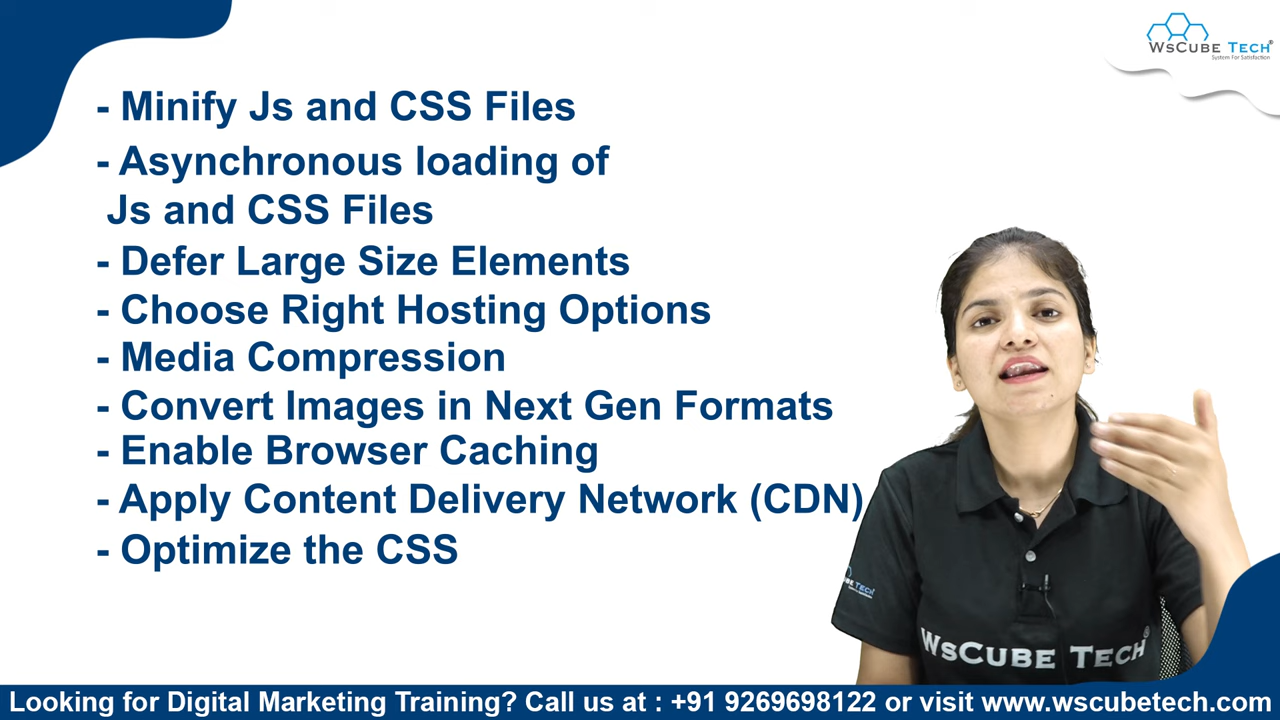 WsCube Tech®
System For Satisfaction
- Minify Js and CSS Files
- Asynchronous loading of
Js and CSS Files
- Defer Large Size Elements
- Choose Right Hosting Options
- Media Compression
- Convert Images in Next Gen Formats
- Enable Browser Caching
- Apply Content Delivery Network (CDN)
- Optimize the CSS
WsCube Tech®
Looking for Digital Marketing Training? Call us at : +91 9269698122 or visit www.wscubetech.com